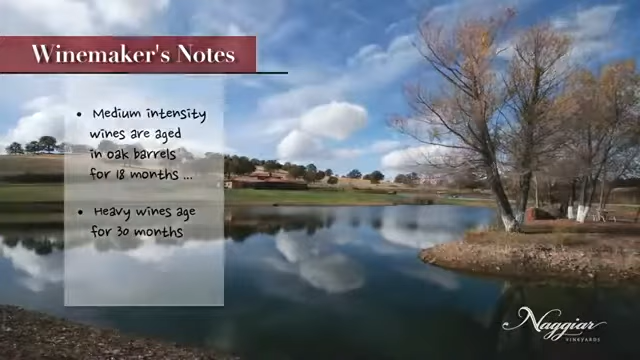 Winemaker's Notes
• Medium intensity
wines are aged
in oak barrels
for 18 months ...
• Heavy wines age
for 30 months
Naggiar
VINEYARDS